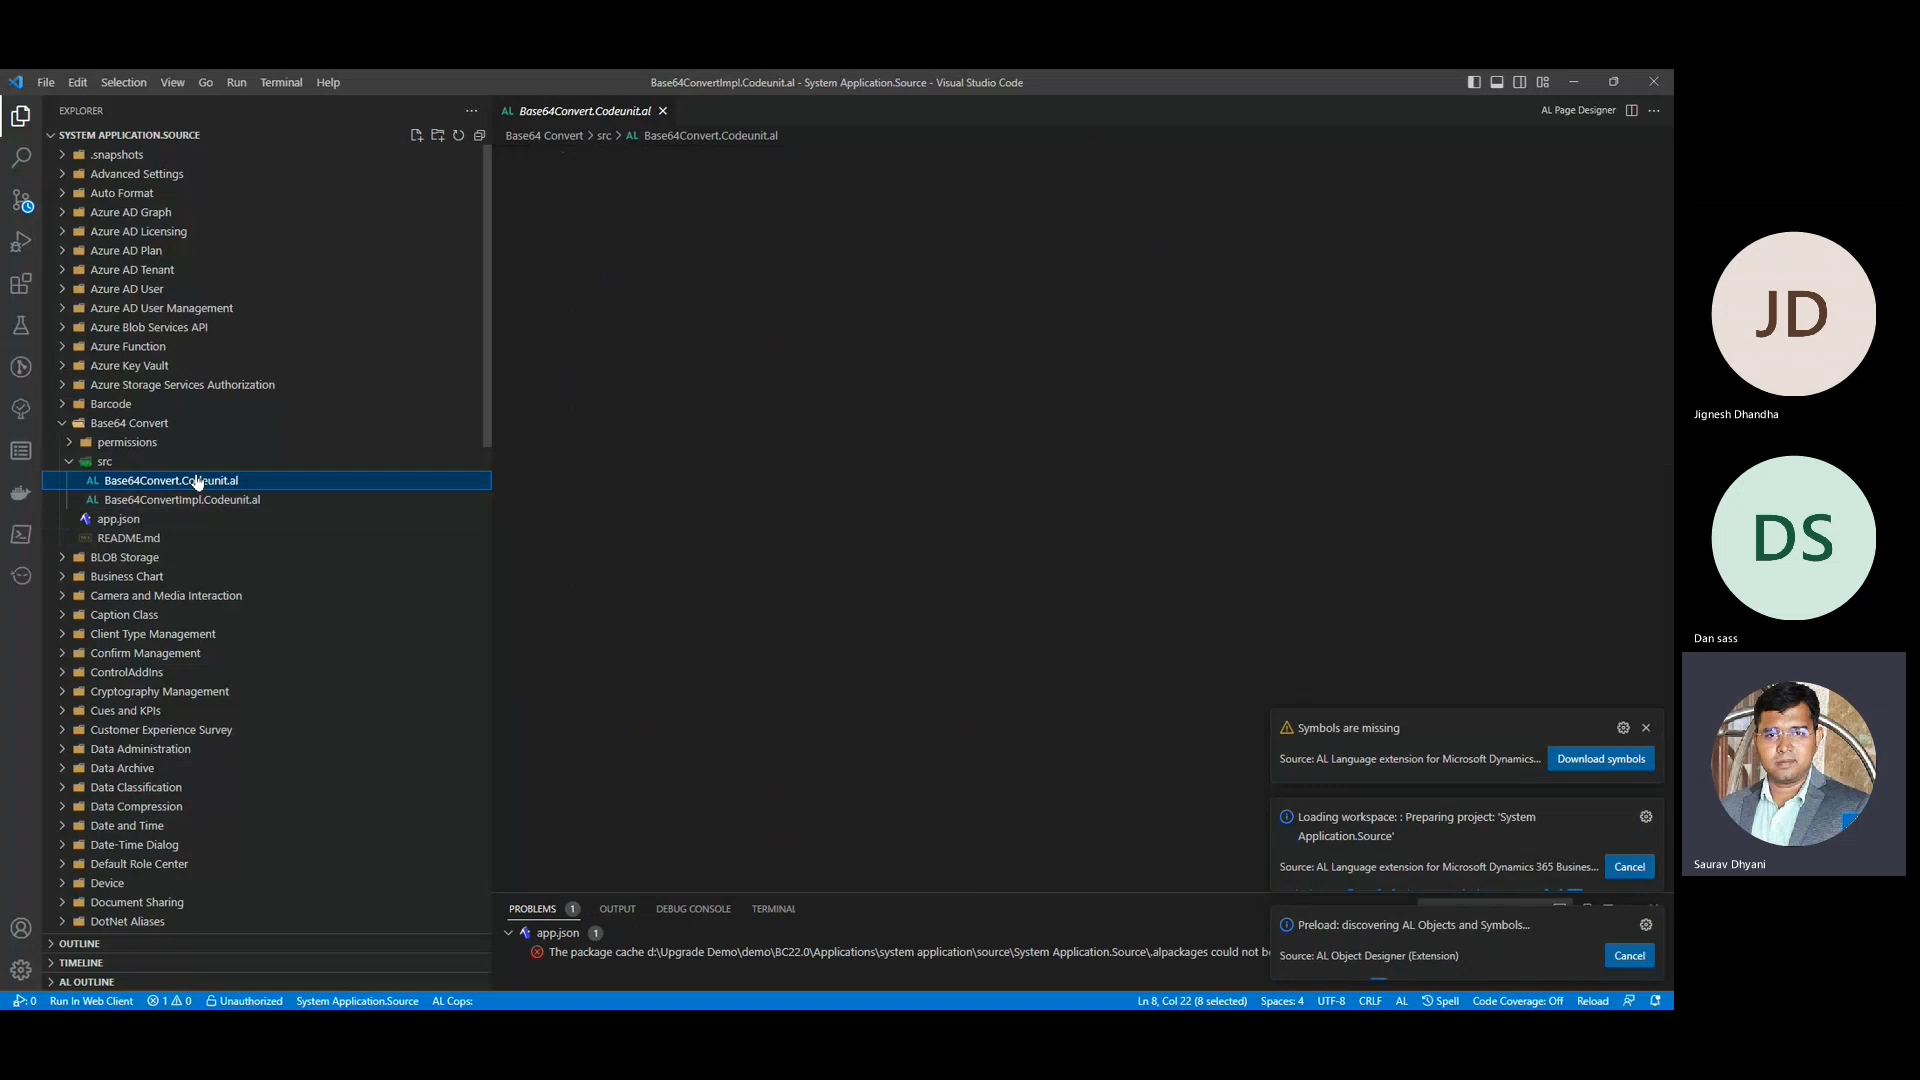 File Edit Selection View Go Run Terminal Help
Base64ConvertImpl.Codeunit.al - System Application.Source - Visual Studio Code
EXPLORER
SYSTEM APPLICATION.SOURCE
.snapshots
Advanced Settings
Auto Format
Azure AD Graph
Azure AD Licensing
Azure AD Plan
Azure AD Tenant
Azure AD User
Azure AD User Management
Azure Blob Services API
Azure Function
Azure Key Vault
Azure Storage Services Authorization
Barcode
Base64 Convert
permissions
src
AL Base64Convert.Codeunit.al
AL Base64ConvertImpl.Codeunit.al
app.json
README.md
BLOB Storage
Business Chart
Camera and Media Interaction
Caption Class
Client Type Management
Confirm Management
ControlAddIns
Cryptography Management
Cues and KPIs
Customer Experience Survey
Data Administration
Data Archive
Data Classification
Data Compression
Date and Time
Date-Time Dialog
Default Role Center
Device
Document Sharing
DotNet Aliases
OUTLINE
TIMELINE
AL OUTLINE
AL Base64Convert.Codeunit.al
AL Page Designer
Base64 Convert > src > AL Base64Convert.Codeunit.al
Symbols are missing
Source: AL Language extension for Microsoft Dynamics... Download symbols
Loading workspace: : Preparing project: 'System
Application.Source'
Source: AL Language extension for Microsoft Dynamics 365 Busines... Cancel
Preload: discovering AL Objects and Symbols...
Source: AL Object Designer (Extension) Cancel
PROBLEMS 1 OUTPUT DEBUG CONSOLE TERMINAL
app.json 1
The package cache d:\Upgrade Demo\demo\BC22.0\Applications\system application\source\System Application.Source\.alpackages could not be
0 Run In Web Client 1 0 Unauthorized System Application.Source AL Cops:
Ln 8, Col 22 (8 selected) Spaces: 4 UTF-8 CRLF AL Spell Code Coverage: Off Reload
JD
Jignesh Dhandha
DS
Dan sass
Saurav Dhyani